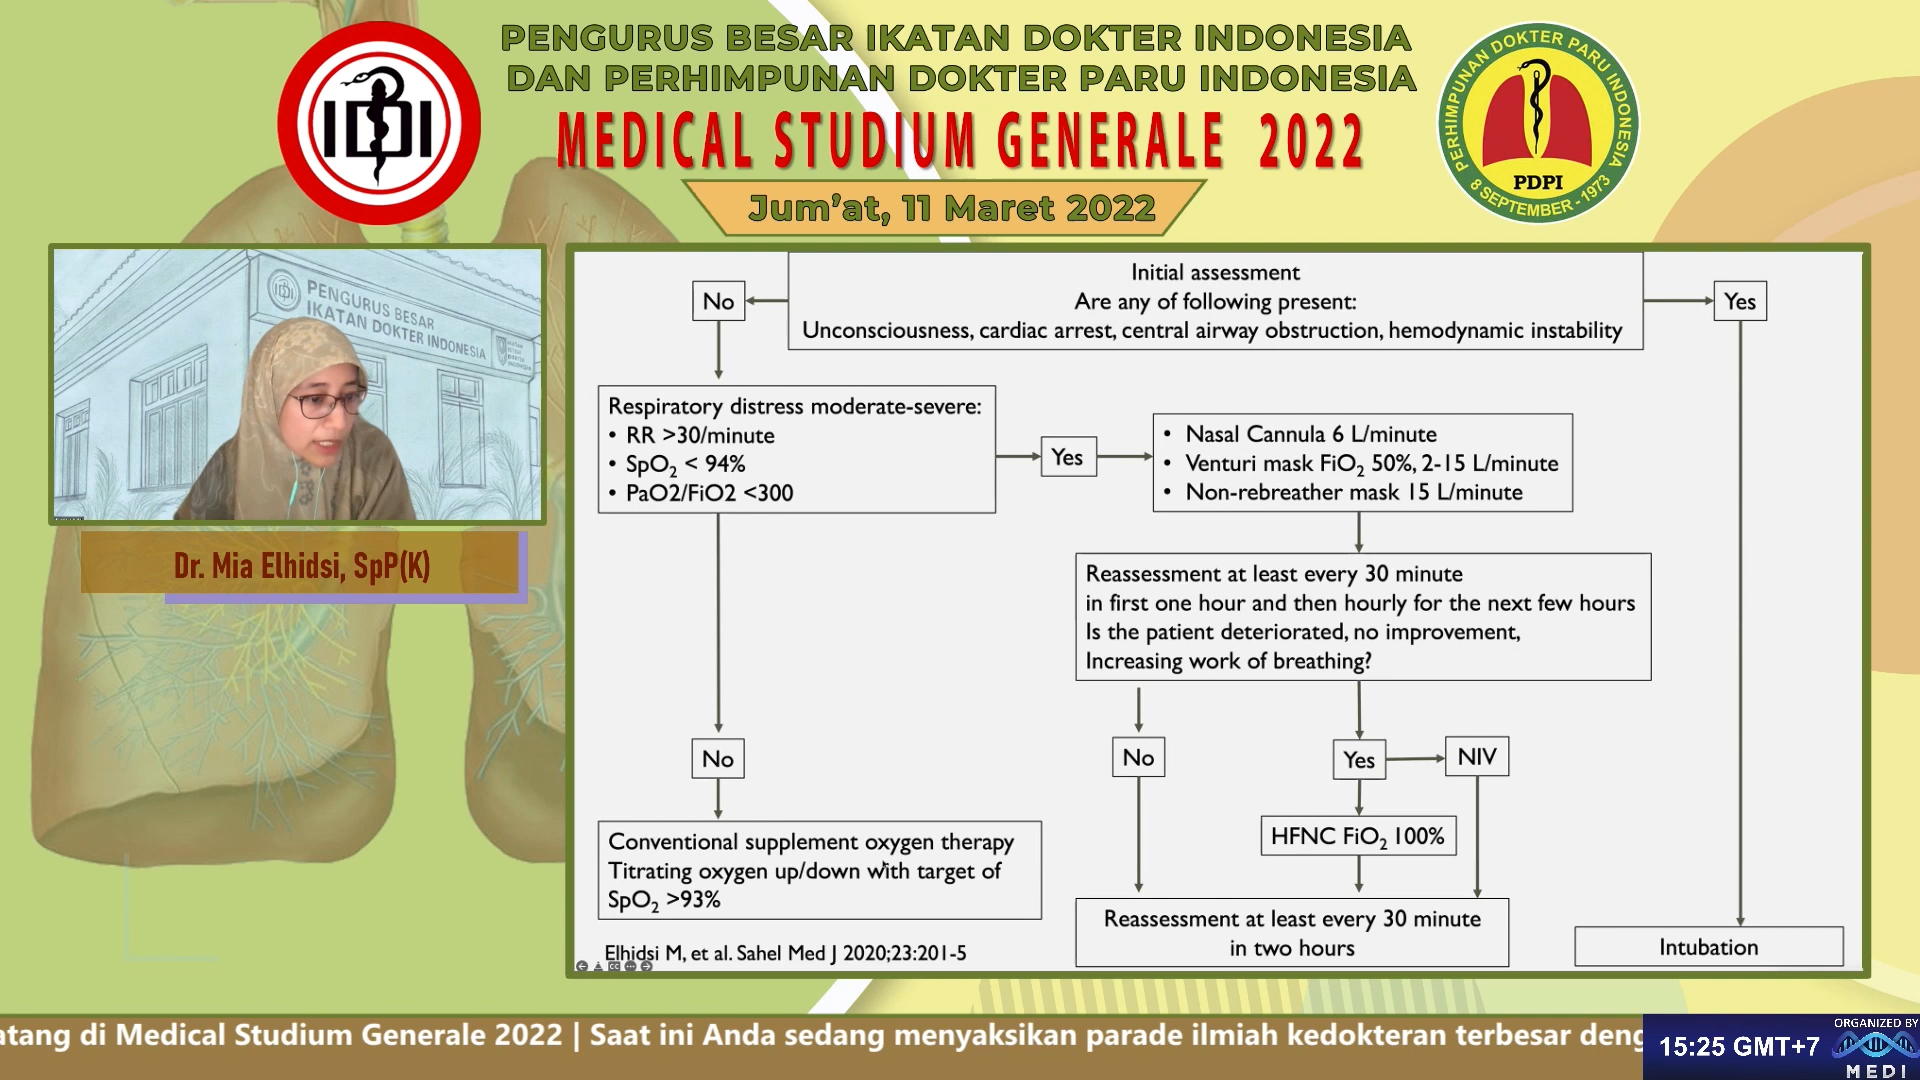 PENGURUS BESAR IKATAN DOKTER INDONESIA
DAN PERHIMPUNAN DOKTER PARU INDONESIA
MEDICAL STUDIUM GENERALE 2022
Jum'at, 11 Maret 2022
IDI
PERHIMPUNAN DOKTER PARU INDONESIA
PDPI
8 SEPTEMBER - 1973
PENGURUS BESAR
IKATAN DOKTER INDONESIA
Dr. Mia Elhidsi, SpP(K)
Initial assessment
Are any of following present:
Unconsciousness, cardiac arrest, central airway obstruction, hemodynamic instability
No
Yes
Respiratory distress moderate-severe:
• RR >30/minute
• SpO₂ < 94%
• PaO2/FiO2 <300
Yes
• Nasal Cannula 6 L/minute
• Venturi mask FiO₂ 50%, 2-15 L/minute
• Non-rebreather mask 15 L/minute
Reassessment at least every 30 minute
in first one hour and then hourly for the next few hours
Is the patient deteriorated, no improvement,
Increasing work of breathing?
No
No
Yes
NIV
HFNC FiO₂ 100%
Conventional supplement oxygen therapy
Titrating oxygen up/down with target of
SpO₂ >93%
Reassessment at least every 30 minute
in two hours
Intubation
Elhidsi M, et al. Sahel Med J 2020;23:201-5
atang di Medical Studium Generale 2022 | Saat ini Anda sedang menyaksikan parade ilmiah kedokteran terbesar deng
15:25 GMT+7
ORGANIZED BY
MEDI